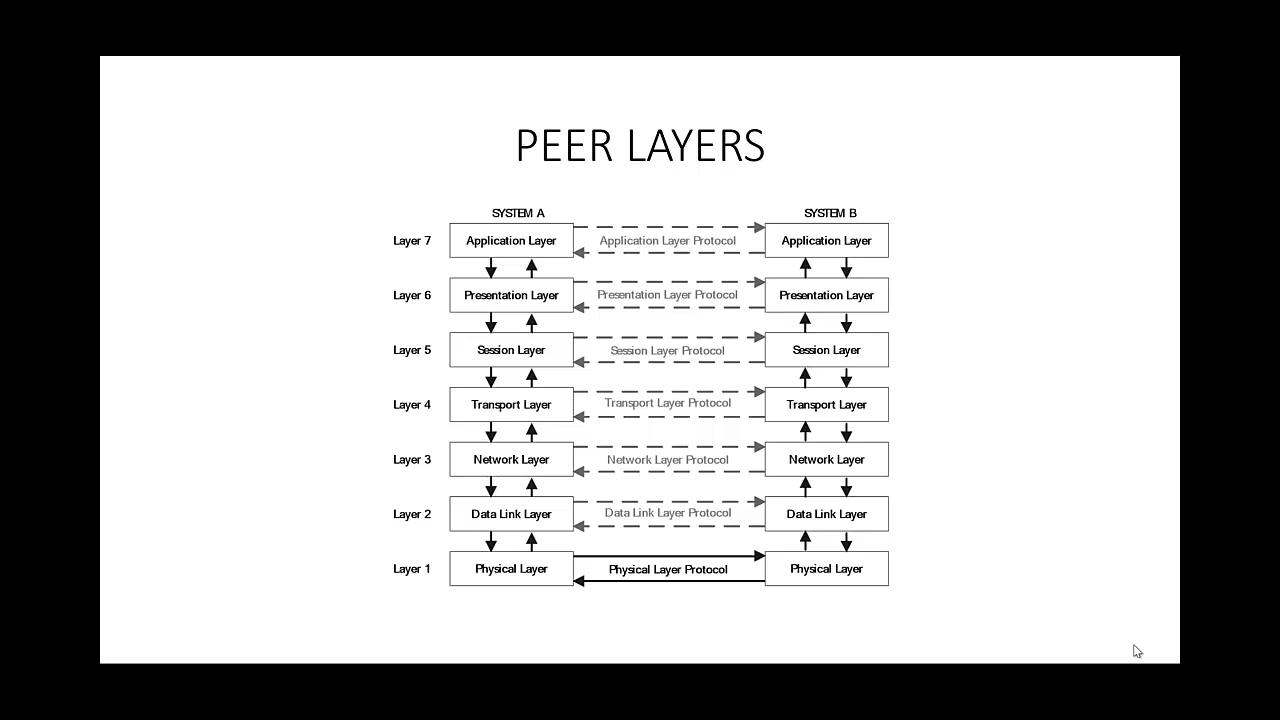 PEER LAYERS
SYSTEM A SYSTEM B
Layer 7 Application Layer Application Layer Protocol Application Layer
Layer 6 Presentation Layer Presentation Layer Protocol Presentation Layer
Layer 5 Session Layer Session Layer Protocol Session Layer
Layer 4 Transport Layer Transport Layer Protocol Transport Layer
Layer 3 Network Layer Network Layer Protocol Network Layer
Layer 2 Data Link Layer Data Link Layer Protocol Data Link Layer
Layer 1 Physical Layer Physical Layer Protocol Physical Layer